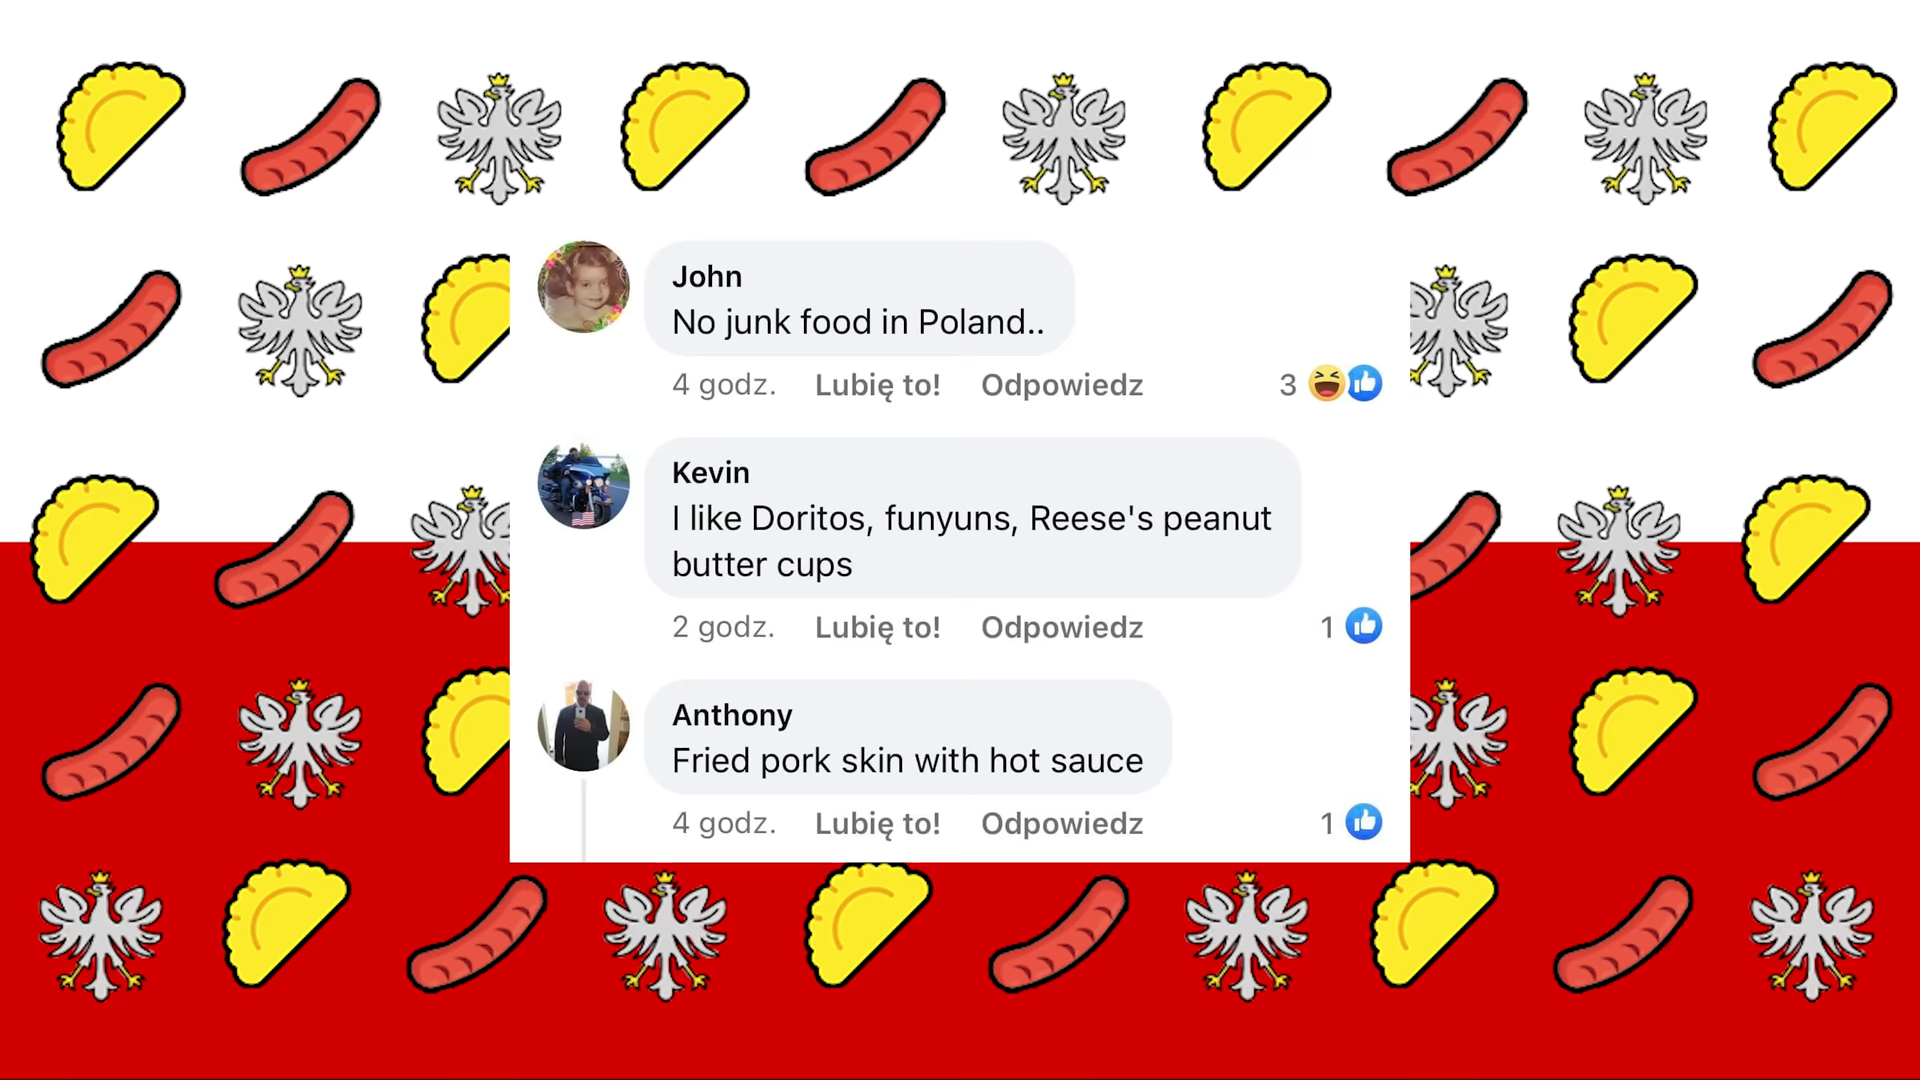 John
No junk food in Poland..
4 godz. Lubię to! Odpowiedz 3
Kevin
I like Doritos, funyuns, Reese's peanut
butter cups
2 godz. Lubię to! Odpowiedz 1
Anthony
Fried pork skin with hot sauce
4 godz. Lubię to! Odpowiedz 1